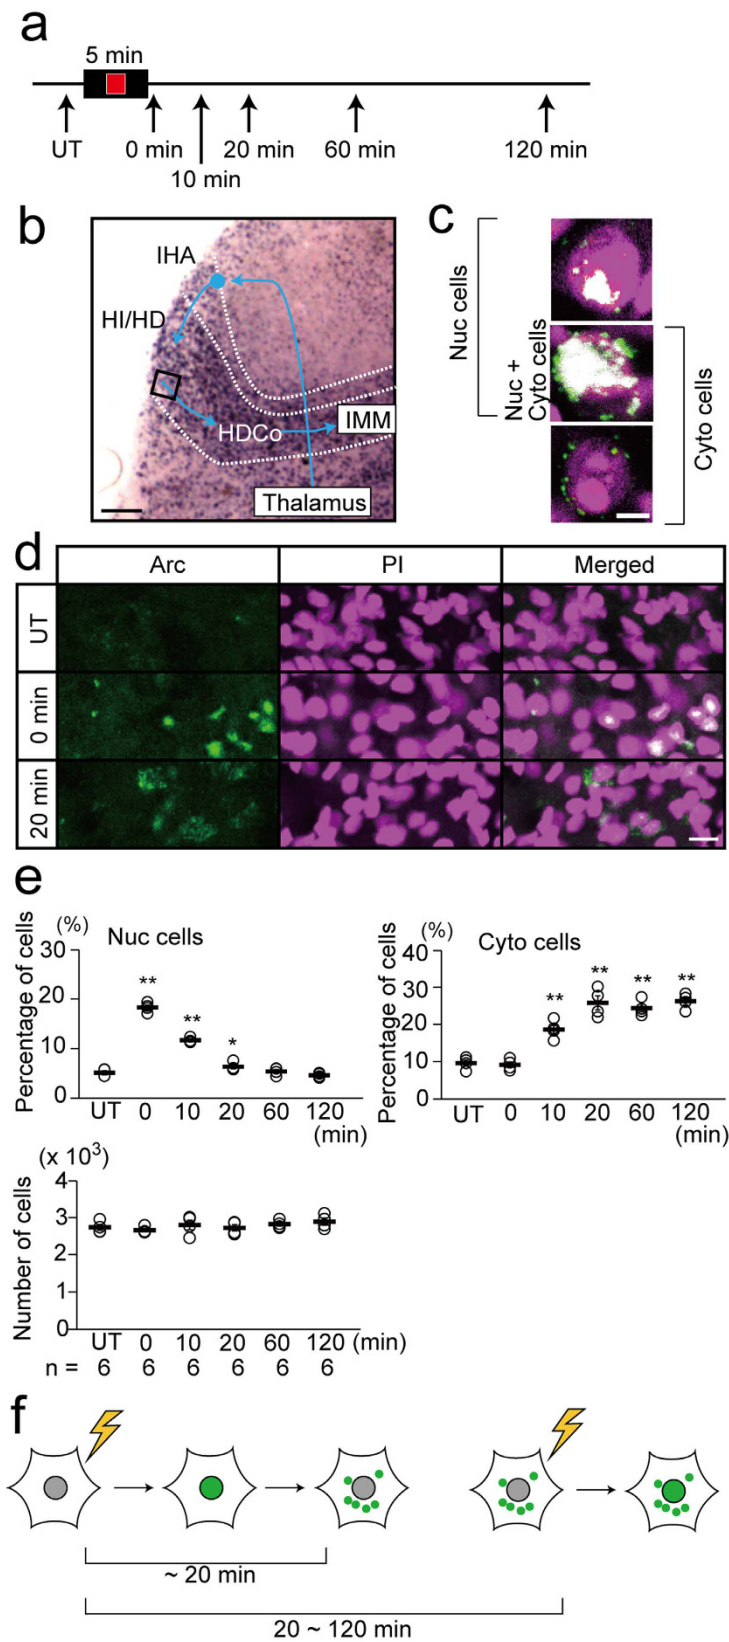 a
5 min
UT
0 min
20 min
60 min
120 min
10 min
b
IHA
HI/HD
HDCo
IMM
Thalamus
c
Nuc cells
Nuc +
Cyto cells
Cyto cells
d
Arc
PI
Merged
UT
0 min
20 min
e
(%)
Nuc cells
Percentage of cells
30
20
10
0
**
**
*
UT 0 10 20 60 120
(min)
(%)
Cyto cells
Percentage of cells
40
30
20
10
0
**
**
**
**
UT 0 10 20 60 120
(min)
(x 10³)
Number of cells
4
3
2
1
0
UT 0 10 20 60 120 (min)
n = 6 6 6 6 6 6
f
~ 20 min
20 ~ 120 min